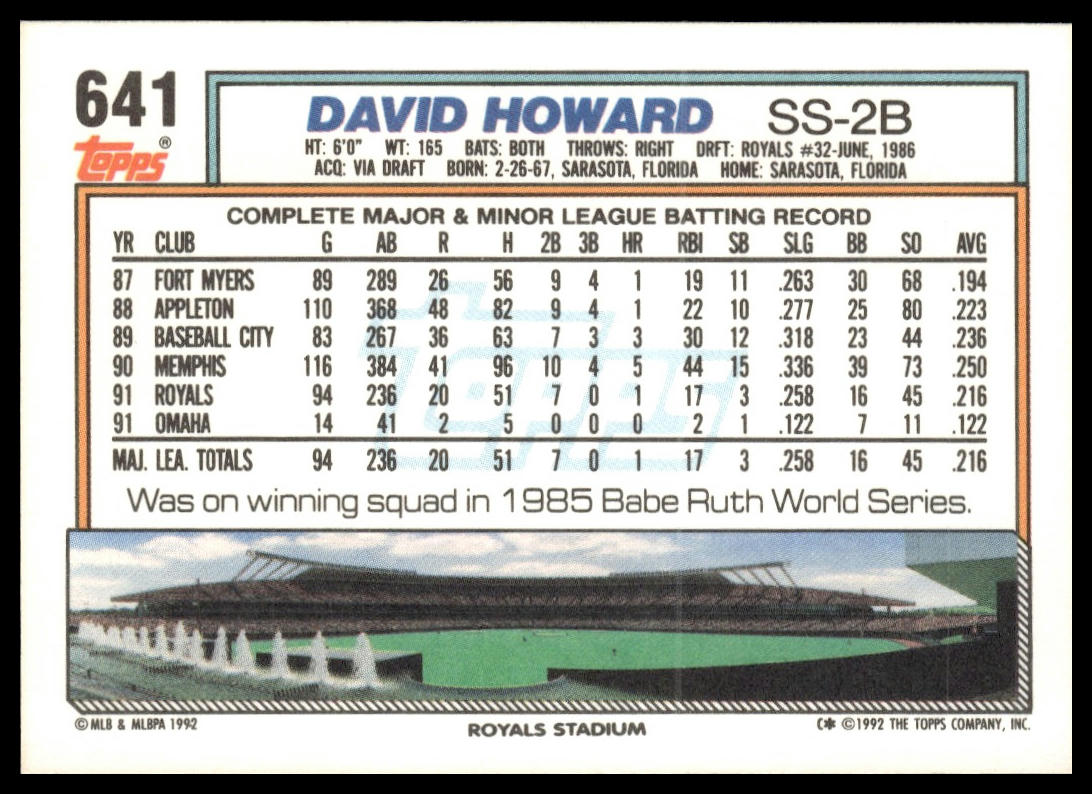 641
Topps®
DAVID HOWARD SS-2B
HT: 6'0" WT: 165 BATS: BOTH THROWS: RIGHT DRFT: ROYALS #32-JUNE, 1986
ACQ: VIA DRAFT BORN: 2-26-67, SARASOTA, FLORIDA HOME: SARASOTA, FLORIDA
COMPLETE MAJOR & MINOR LEAGUE BATTING RECORD
YR CLUB G AB R H 2B 3B HR RBI SB SLG BB SO AVG
87 FORT MYERS 89 289 26 56 9 4 1 19 11 .263 30 68 .194
88 APPLETON 110 368 48 82 9 4 1 22 10 .277 25 80 .223
89 BASEBALL CITY 83 267 36 63 7 3 3 30 12 .318 23 44 .236
90 MEMPHIS 116 384 41 96 10 4 5 44 15 .336 39 73 .250
91 ROYALS 94 236 20 51 7 0 1 17 3 .258 16 45 .216
91 OMAHA 14 41 2 5 0 0 0 2 1 .122 7 11 .122
MAJ. LEA. TOTALS 94 236 20 51 7 0 1 17 3 .258 16 45 .216
Topps
Was on winning squad in 1985 Babe Ruth World Series.
© MLB & MLBPA 1992
ROYALS STADIUM
C* ©1992 THE TOPPS COMPANY, INC.